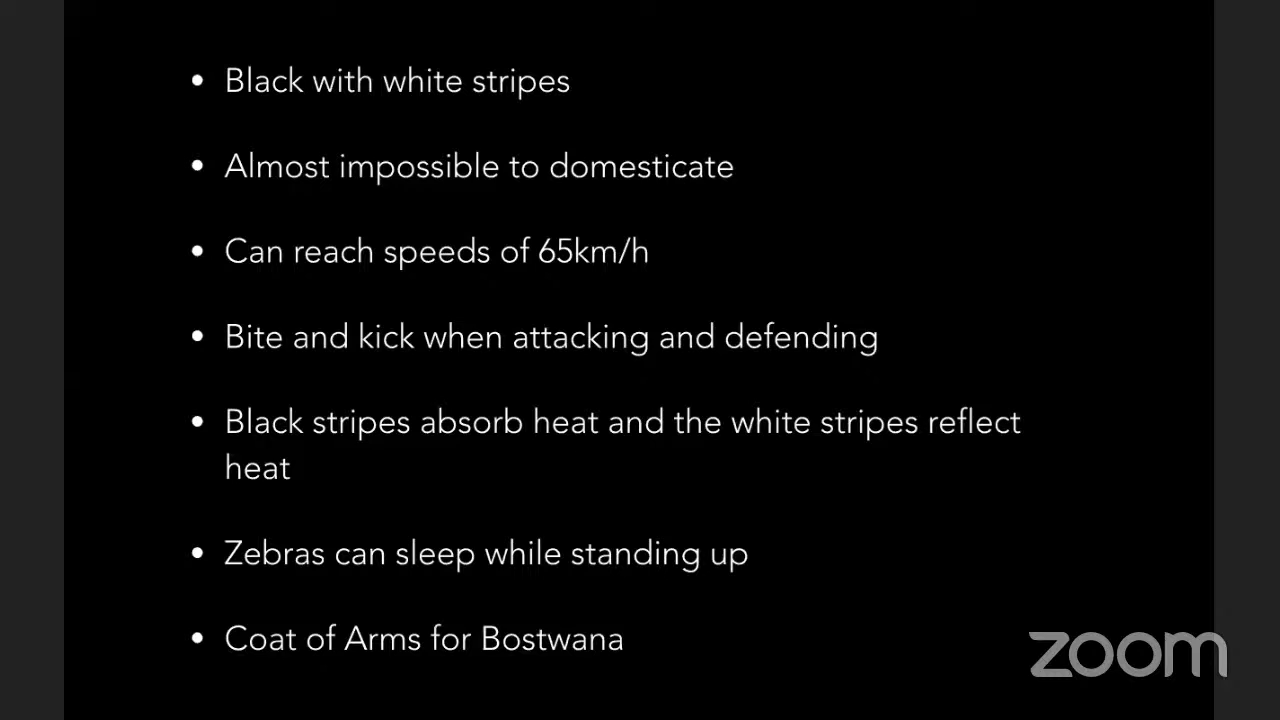 • Black with white stripes
• Almost impossible to domesticate
• Can reach speeds of 65km/h
• Bite and kick when attacking and defending
• Black stripes absorb heat and the white stripes reflect
heat
• Zebras can sleep while standing up
• Coat of Arms for Bostwana
zoom